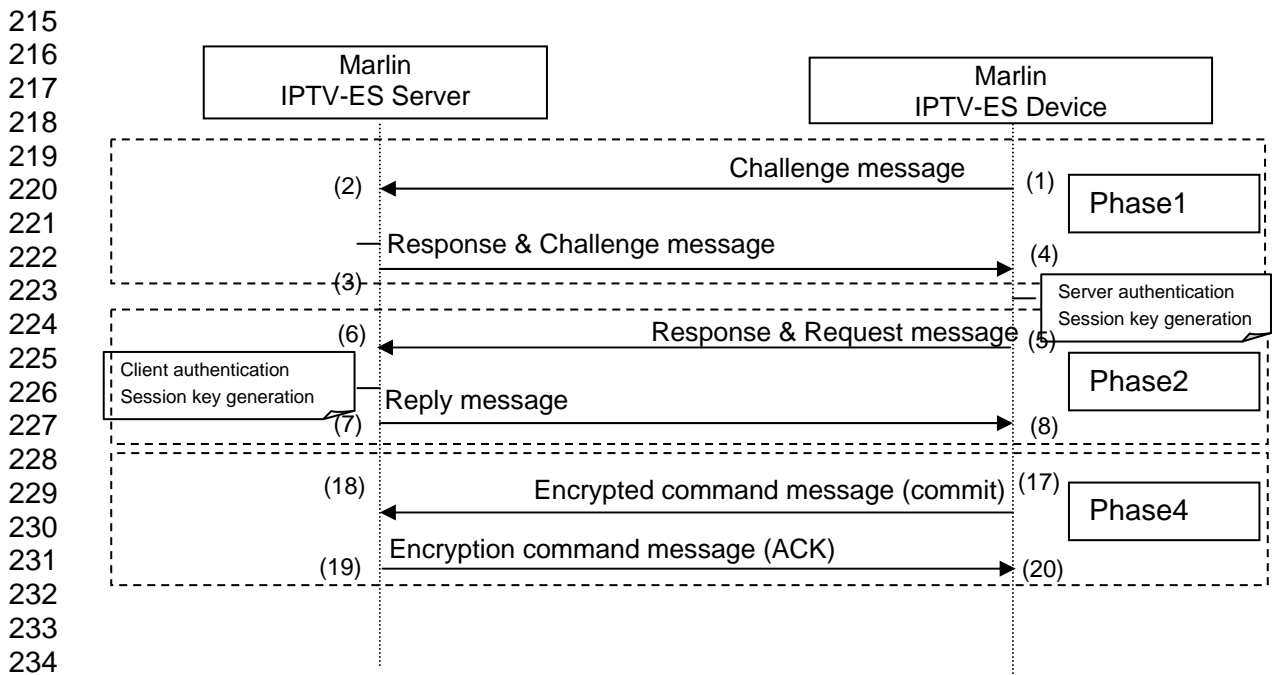 215
216
217
218
219
220
221
222
223
224
225
226
227
228
229
230
231
232
233
234
Marlin
IPTV-ES Server
Marlin
IPTV-ES Device
Challenge message
(2)
(1)
Phase1
Response & Challenge message
(4)
(3)
Server authentication
Session key generation
Response & Request message
(6)
(5)
Client authentication
Session key generation
Phase2
Reply message
(7)
(8)
(18)
Encrypted command message (commit)
(17)
Phase4
Encryption command message (ACK)
(19)
(20)